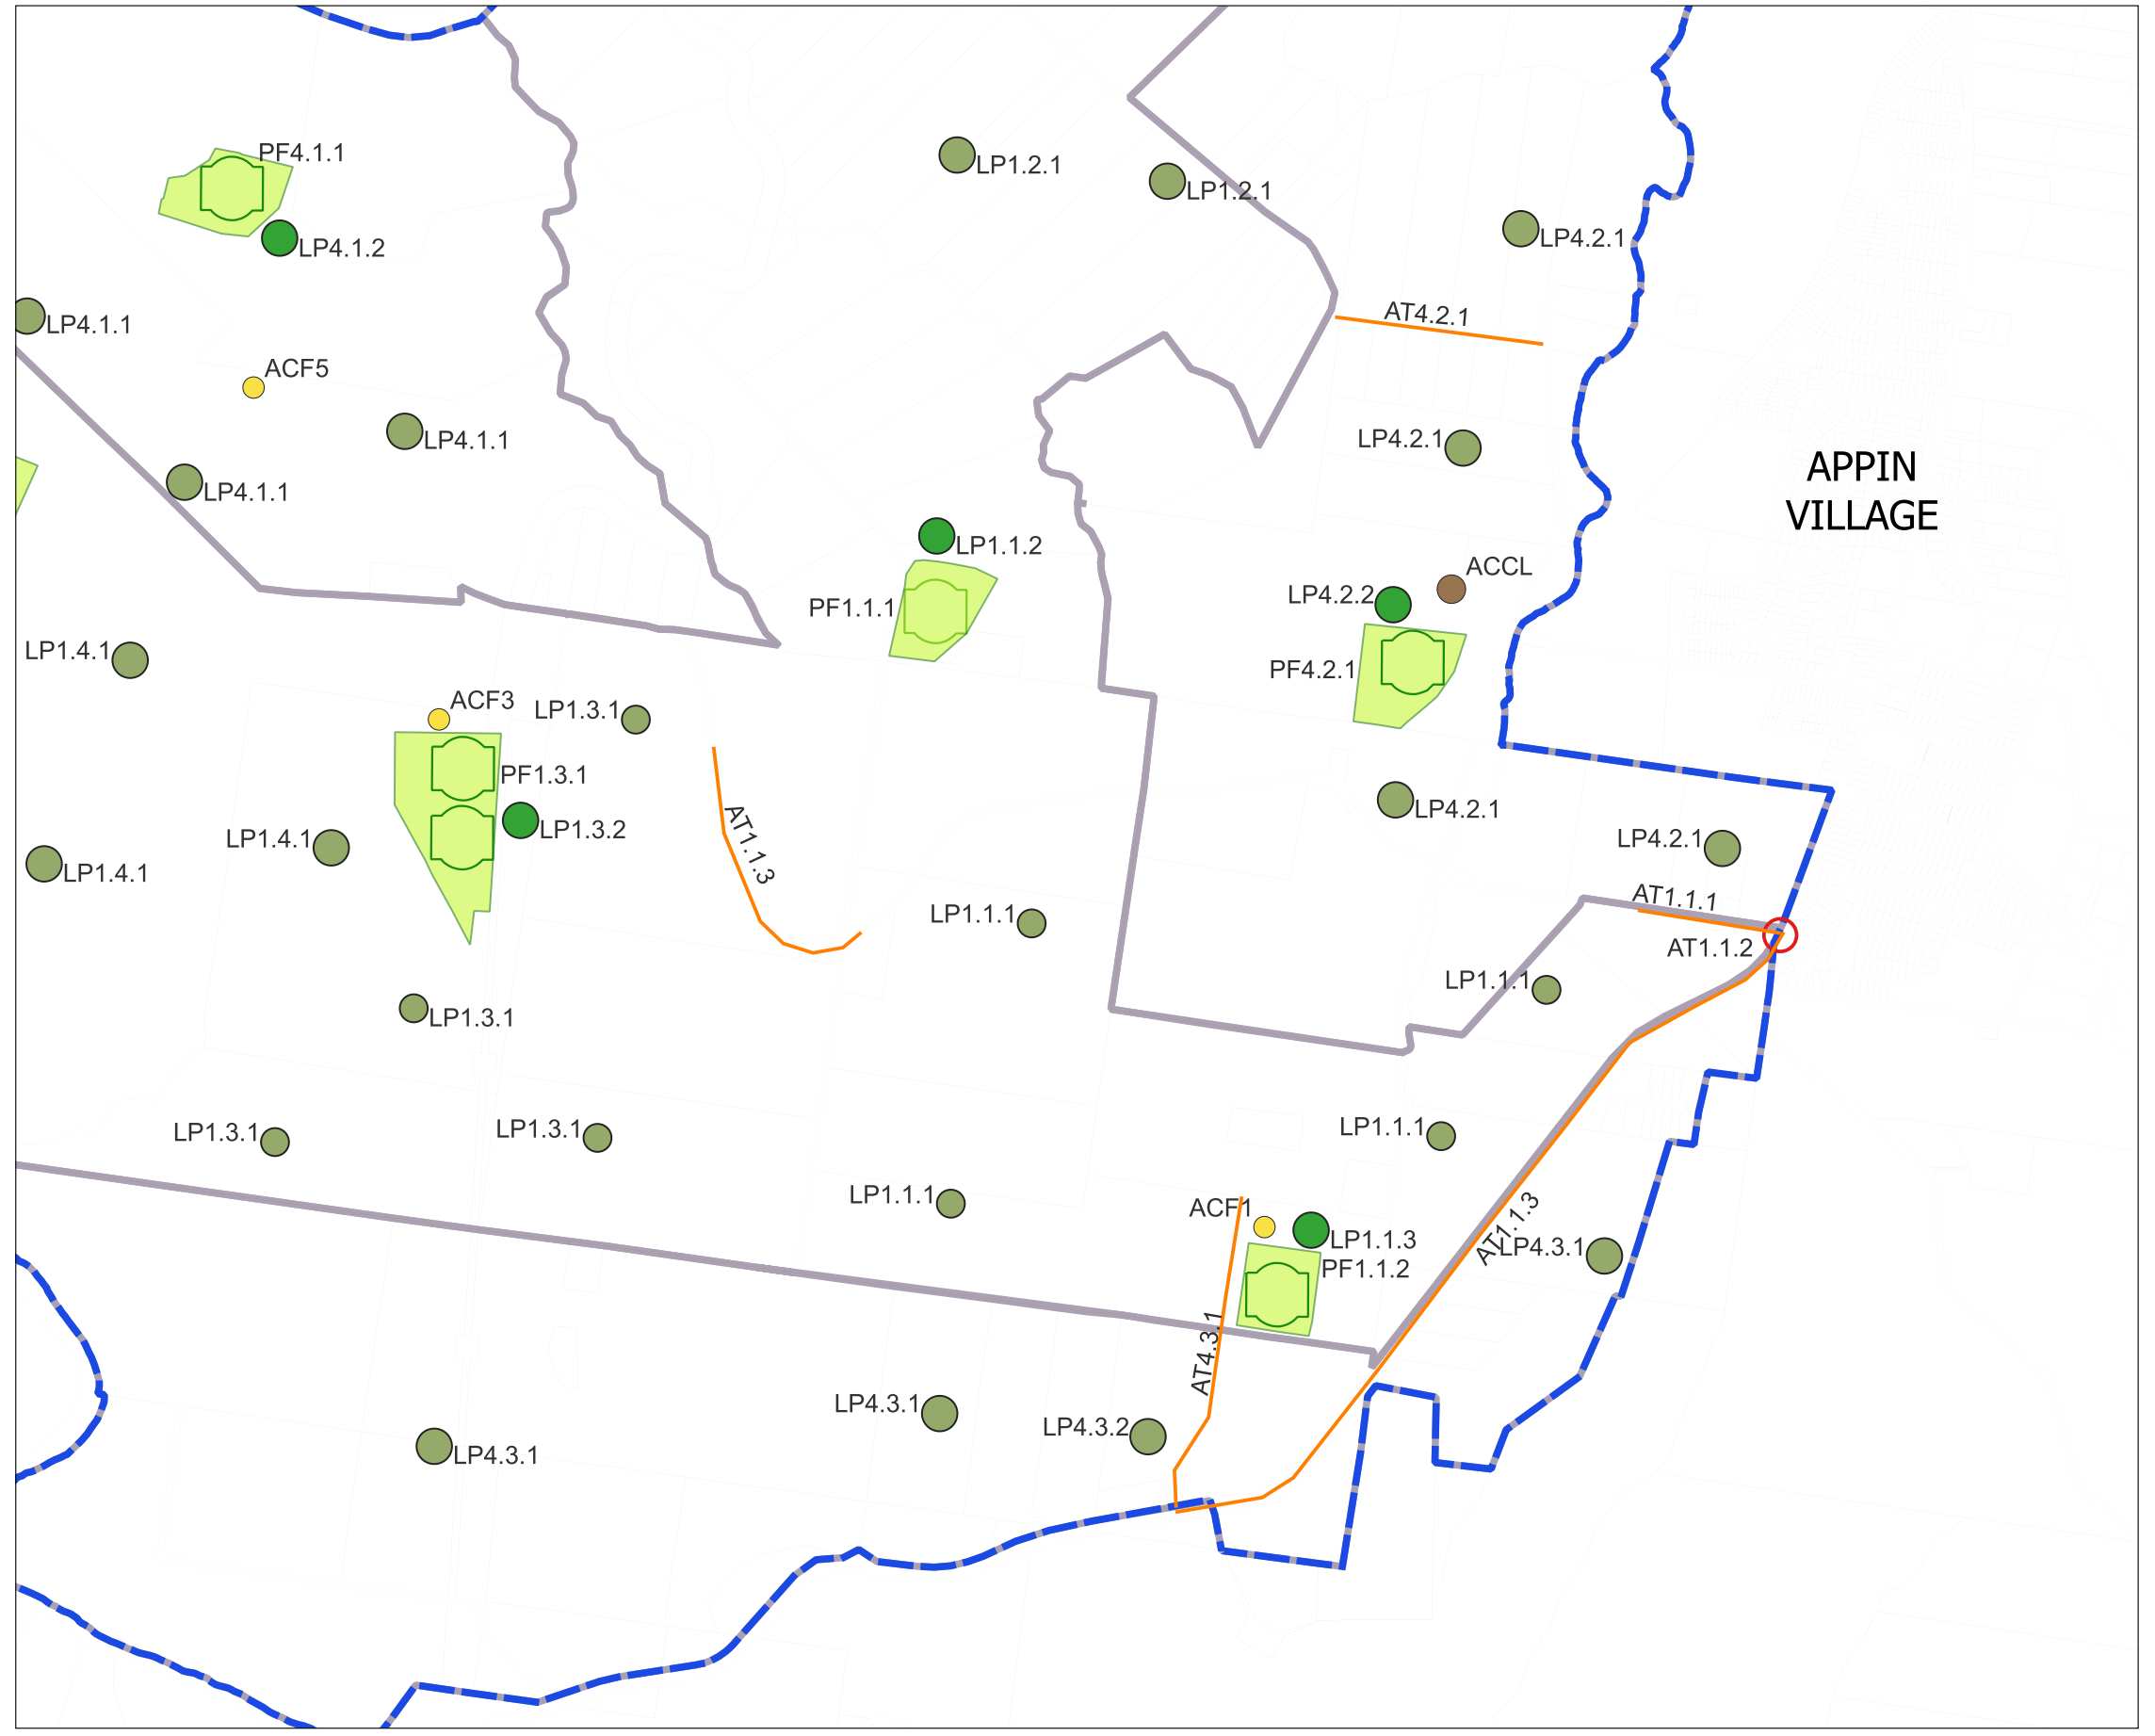 PF4.1.1
LP1.2.1
LP1.2.1
LP4.1.2
LP4.2.1
LP4.1.1
AT4.2.1
ACF5
LP4.1.1
LP4.2.1
APPIN
VILLAGE
LP4.1.1
LP1.1.2
ACCL
LP4.2.2
PF1.1.1
LP1.4.1
PF4.2.1
ACF3
LP1.3.1
PF1.3.1
LP4.2.1
LP1.3.2
LP1.4.1
AT1.1.3
LP4.2.1
LP1.4.1
AT1.1.1
LP1.1.1
AT1.1.2
LP1.1.1
LP1.3.1
LP1.3.1
LP1.3.1
LP1.1.1
LP1.1.1
ACF1
AT1.1.3
LP1.1.3
LP4.3.1
PF1.1.2
AT4.3.1
LP4.3.1
LP4.3.2
LP4.3.1